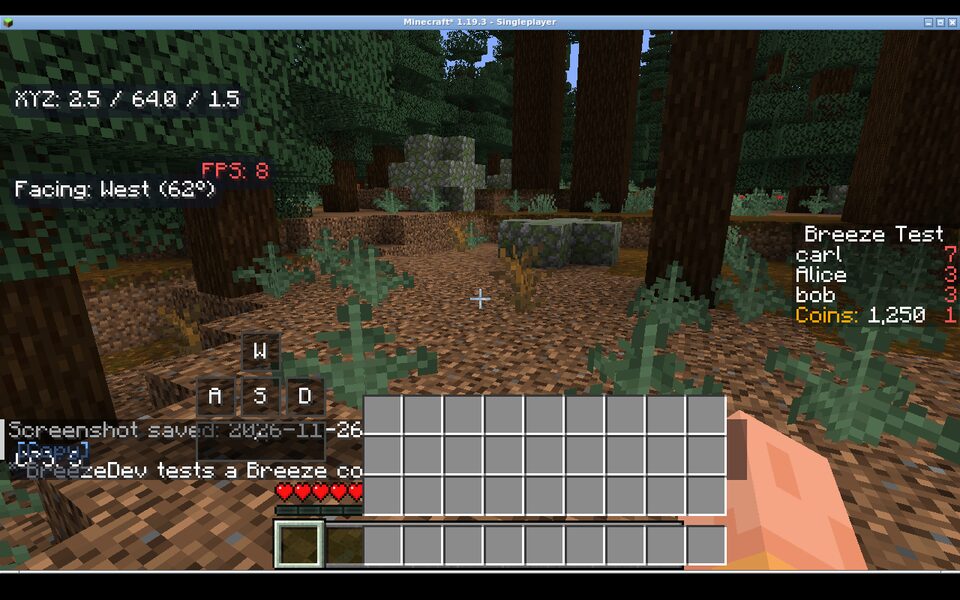 Minecraft* 1.19.3 - Singleplayer
XYZ: 2.5 / 64.0 / 1.5
FPS: 8
Facing: West (62°)
Breeze Test
carl 7
Alice 3
bob 3
Coins: 1,250 1
W
A S D
Screenshot saved: 2026-11-26
[Copy]
* BreezeDev tests a Breeze co